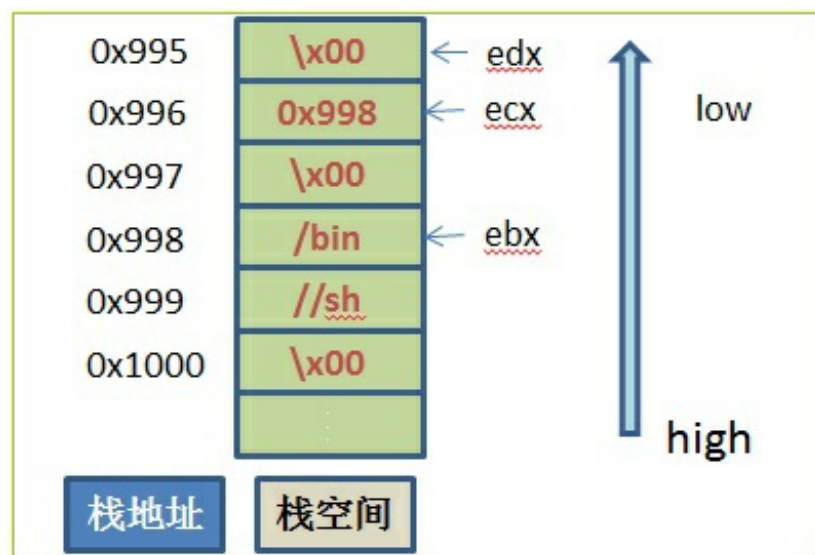 0x995 \x00 edx
0x996 0x998 ecx low
0x997 \x00
0x998 /bin ebx
0x999 //sh
0x1000 \x00
high
栈地址 栈空间